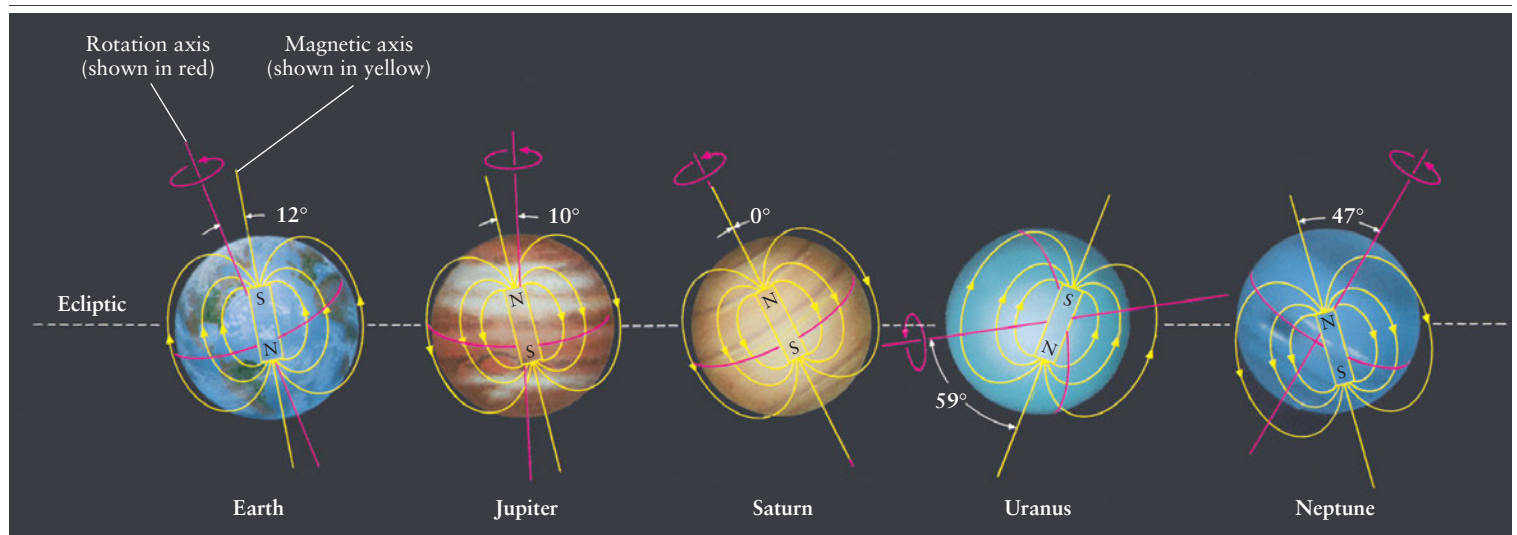 Rotation axis
(shown in red)
Magnetic axis
(shown in yellow)
12°
10°
0°
47°
Ecliptic
S
N
N
S
N
S
S
N
N
S
59°
Earth
Jupiter
Saturn
Uranus
Neptune